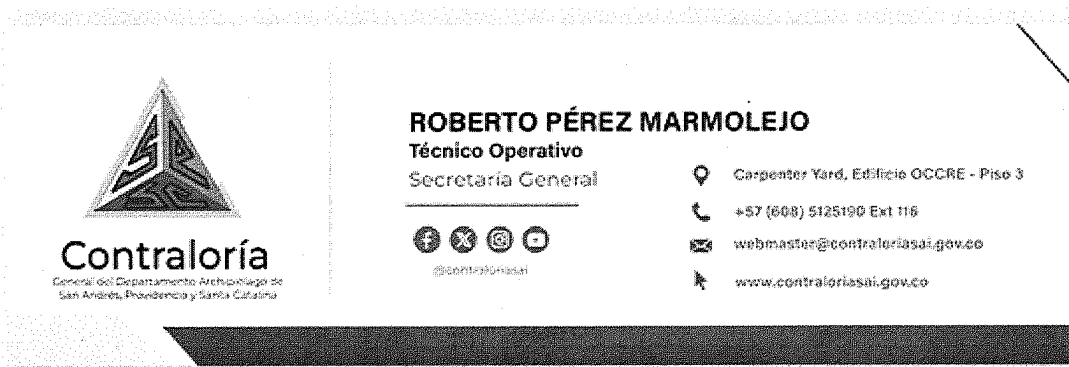 Contraloría
General del Departamento Archipiélago de
San Andrés, Providencia y Santa Catalina
ROBERTO PÉREZ MARMOLEJO
Técnico Operativo
Secretaría General
@contraloriasai
Carpenter Yard, Edificio OCCRE - Piso 3
+57 (608) 5125190 Ext 116
webmaster@contraloriasai.gov.co
www.contraloriasai.gov.co